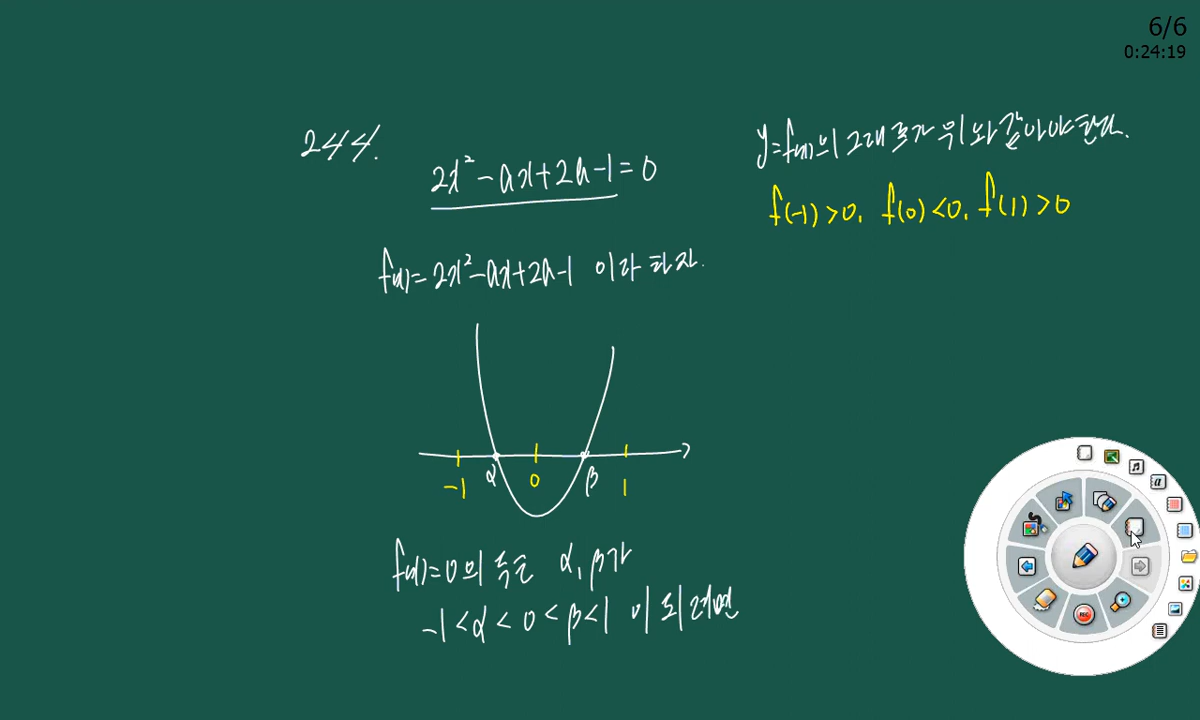 6/6
0:24:19
244.
2x² - ax + 2a - 1 = 0
f(x) = 2x² - ax + 2a - 1 이라 하자.
-1 α 0 β 1
f(x) = 0의 두근 α, β가
-1 < α < 0 < β < 1 이 되려면
y = f(x)의 그래프가 위와 같아야 한다.
f(-1) > 0, f(0) < 0, f(1) > 0